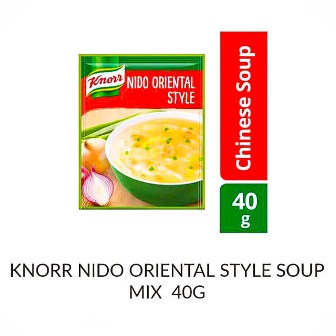 Knorr
NIDO ORIENTAL
STYLE
Chinese Soup
40
g
KNORR NIDO ORIENTAL STYLE SOUP
MIX 40G